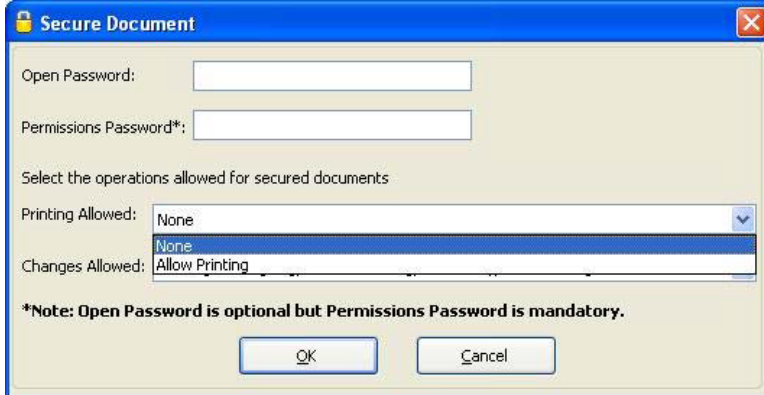 Secure Document
Open Password:
Permissions Password*:
Select the operations allowed for secured documents
Printing Allowed: None
None
Changes Allowed: Allow Printing
*Note: Open Password is optional but Permissions Password is mandatory.
OK Cancel